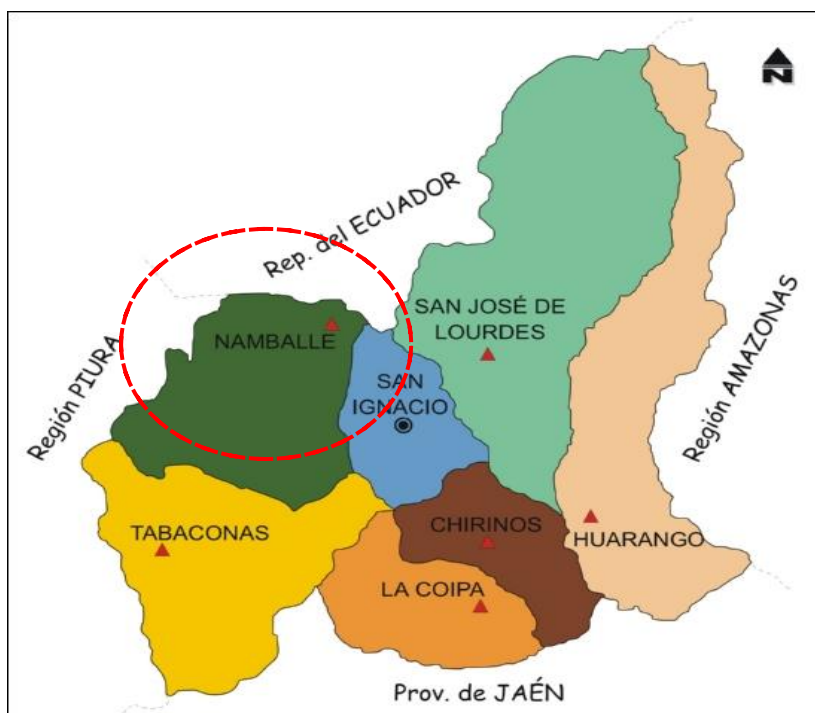 N
Rep. del ECUADOR
SAN JOSÉ DE
LOURDES
NAMBALLE
Región PIURA
Región AMAZONAS
SAN
IGNACIO
TABACONAS
CHIRINOS
HUARANGO
LA COIPA
Prov. de JAÉN